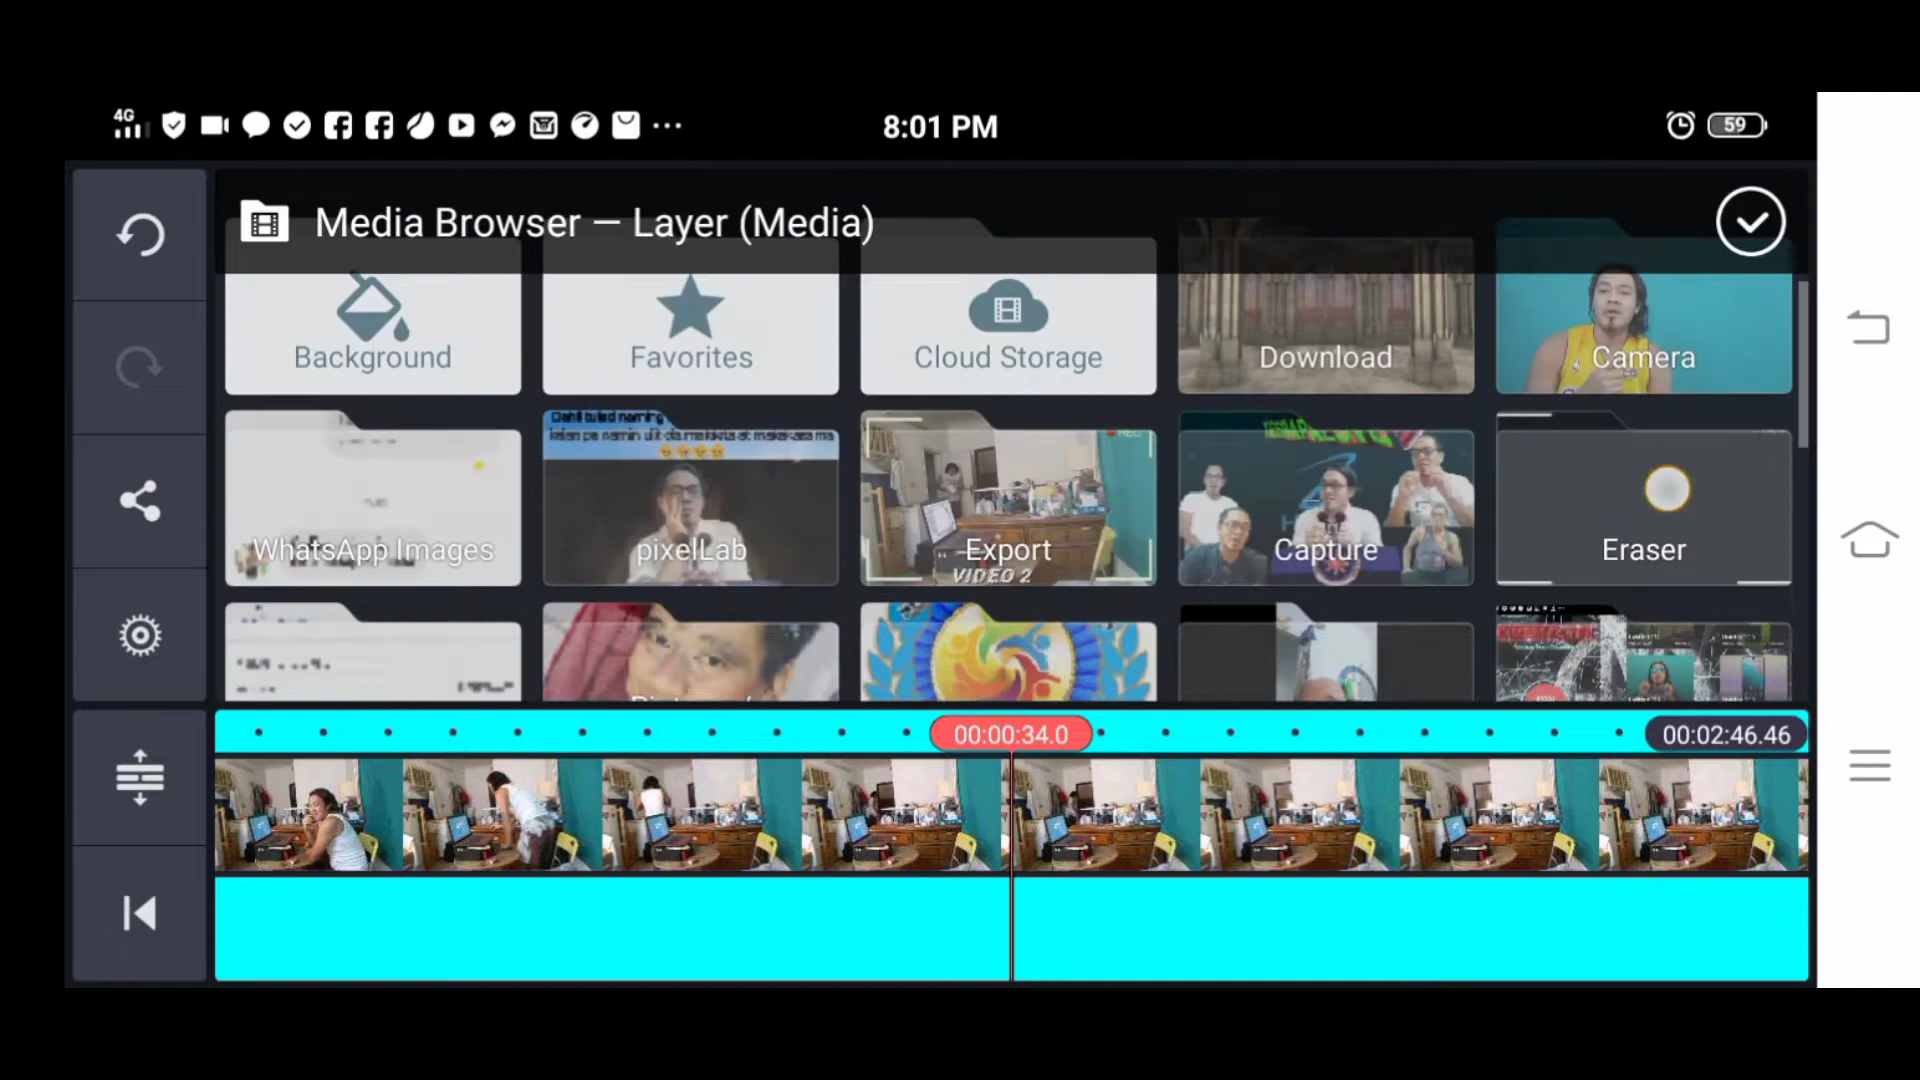 4G
8:01 PM
59
Media Browser — Layer (Media)
Background
Favorites
Cloud Storage
Download
Camera
WhatsApp Images
pixelLab
Export
VIDEO 2
Capture
Eraser
00:00:34.0
00:02:46.46